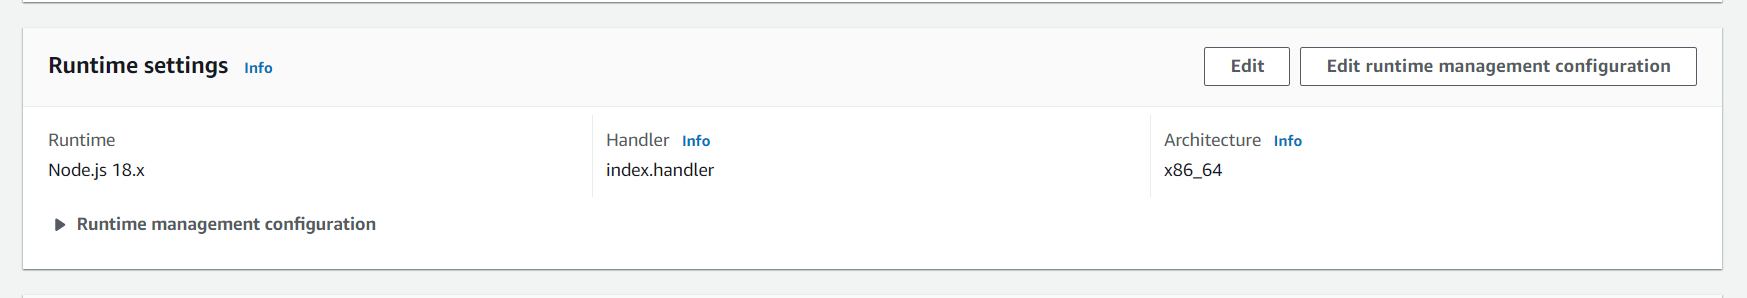 Runtime settings Info Edit Edit runtime management configuration
Runtime Handler Info Architecture Info
Node.js 18.x index.handler x86_64
Runtime management configuration